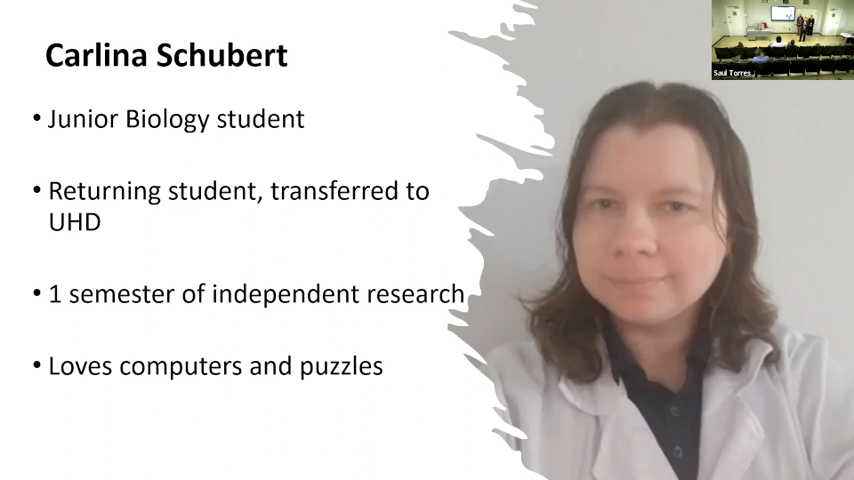 Carlina Schubert
• Junior Biology student
• Returning student, transferred to
UHD
• 1 semester of independent research
• Loves computers and puzzles
Saul Torres